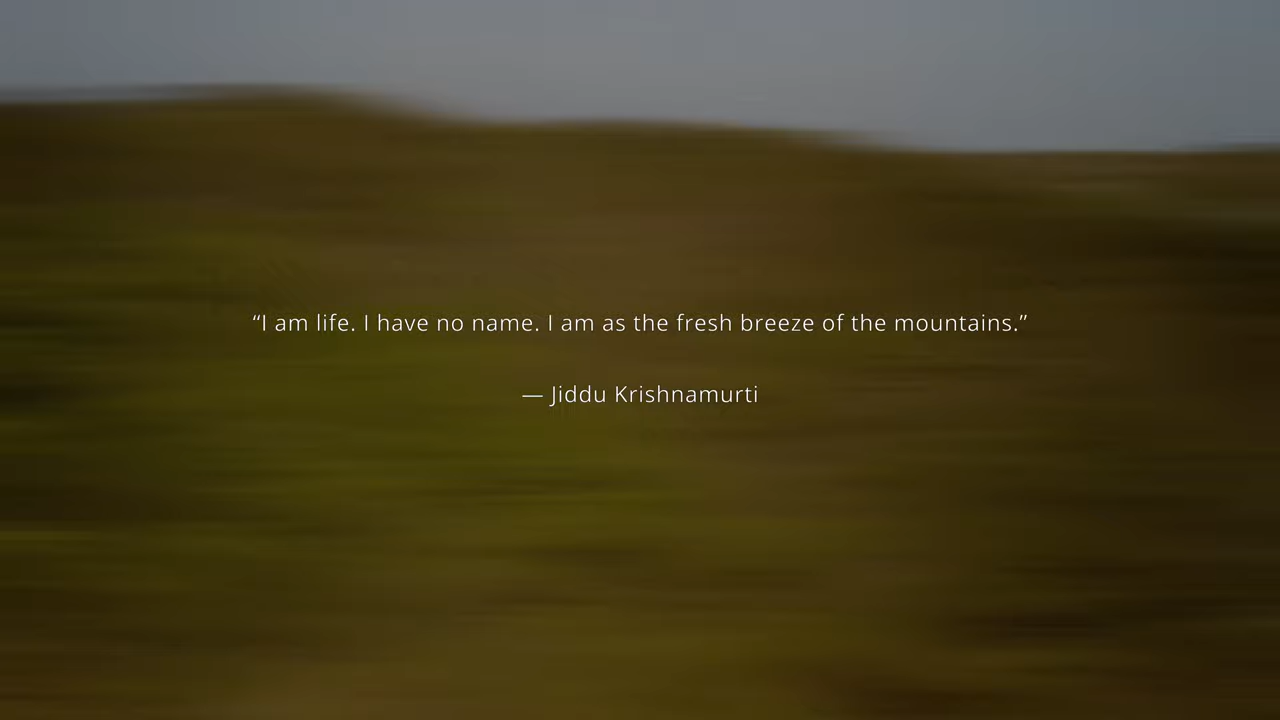 “I am life. I have no name. I am as the fresh breeze of the mountains.”
— Jiddu Krishnamurti